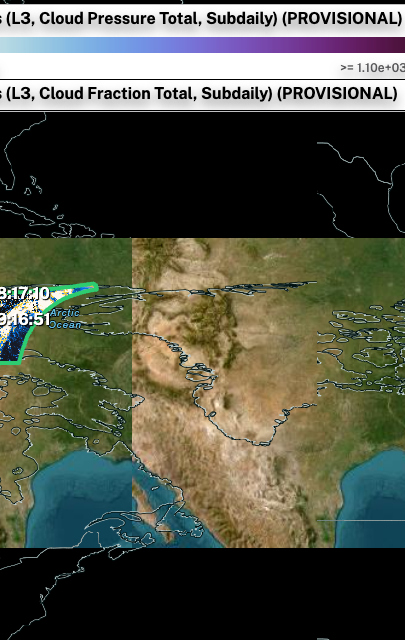 s (L3, Cloud Pressure Total, Subdaily) (PROVISIONAL)
>= 1.10e+03
s (L3, Cloud Fraction Total, Subdaily) (PROVISIONAL)
8:17:10
Arctic
9:16:51
Ocean